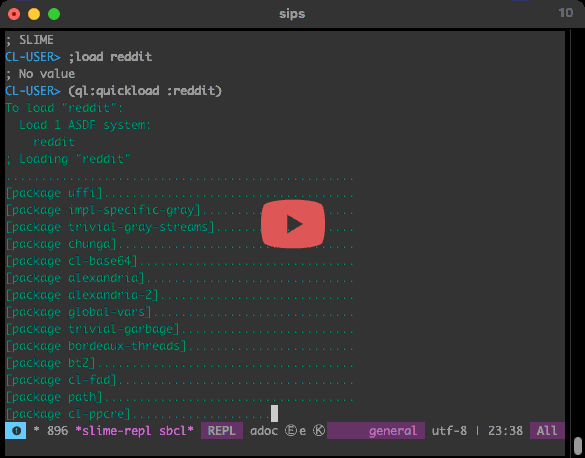 sips 10
; SLIME
CL-USER> ;load reddit
; No value
CL-USER> (ql:quickload :reddit)
To load "reddit":
  Load 1 ASDF system:
    reddit
; Loading "reddit"
..................................................
[package uffi]....................................
[package impl-specific-gray]......................
[package trivial-gray-streams]....................
[package chunga]..................................
[package cl-base64]...............................
[package alexandria]..............................
[package alexandria-2]............................
[package global-vars].............................
[package trivial-garbage].........................
[package bordeaux-threads]........................
[package bt2].....................................
[package cl-fad]..................................
[package path]....................................
[package cl-ppcre]....................
❶ * 896 *slime-repl sbcl* REPL adoc Ⓔe Ⓚ general utf-8 | 23:38 All